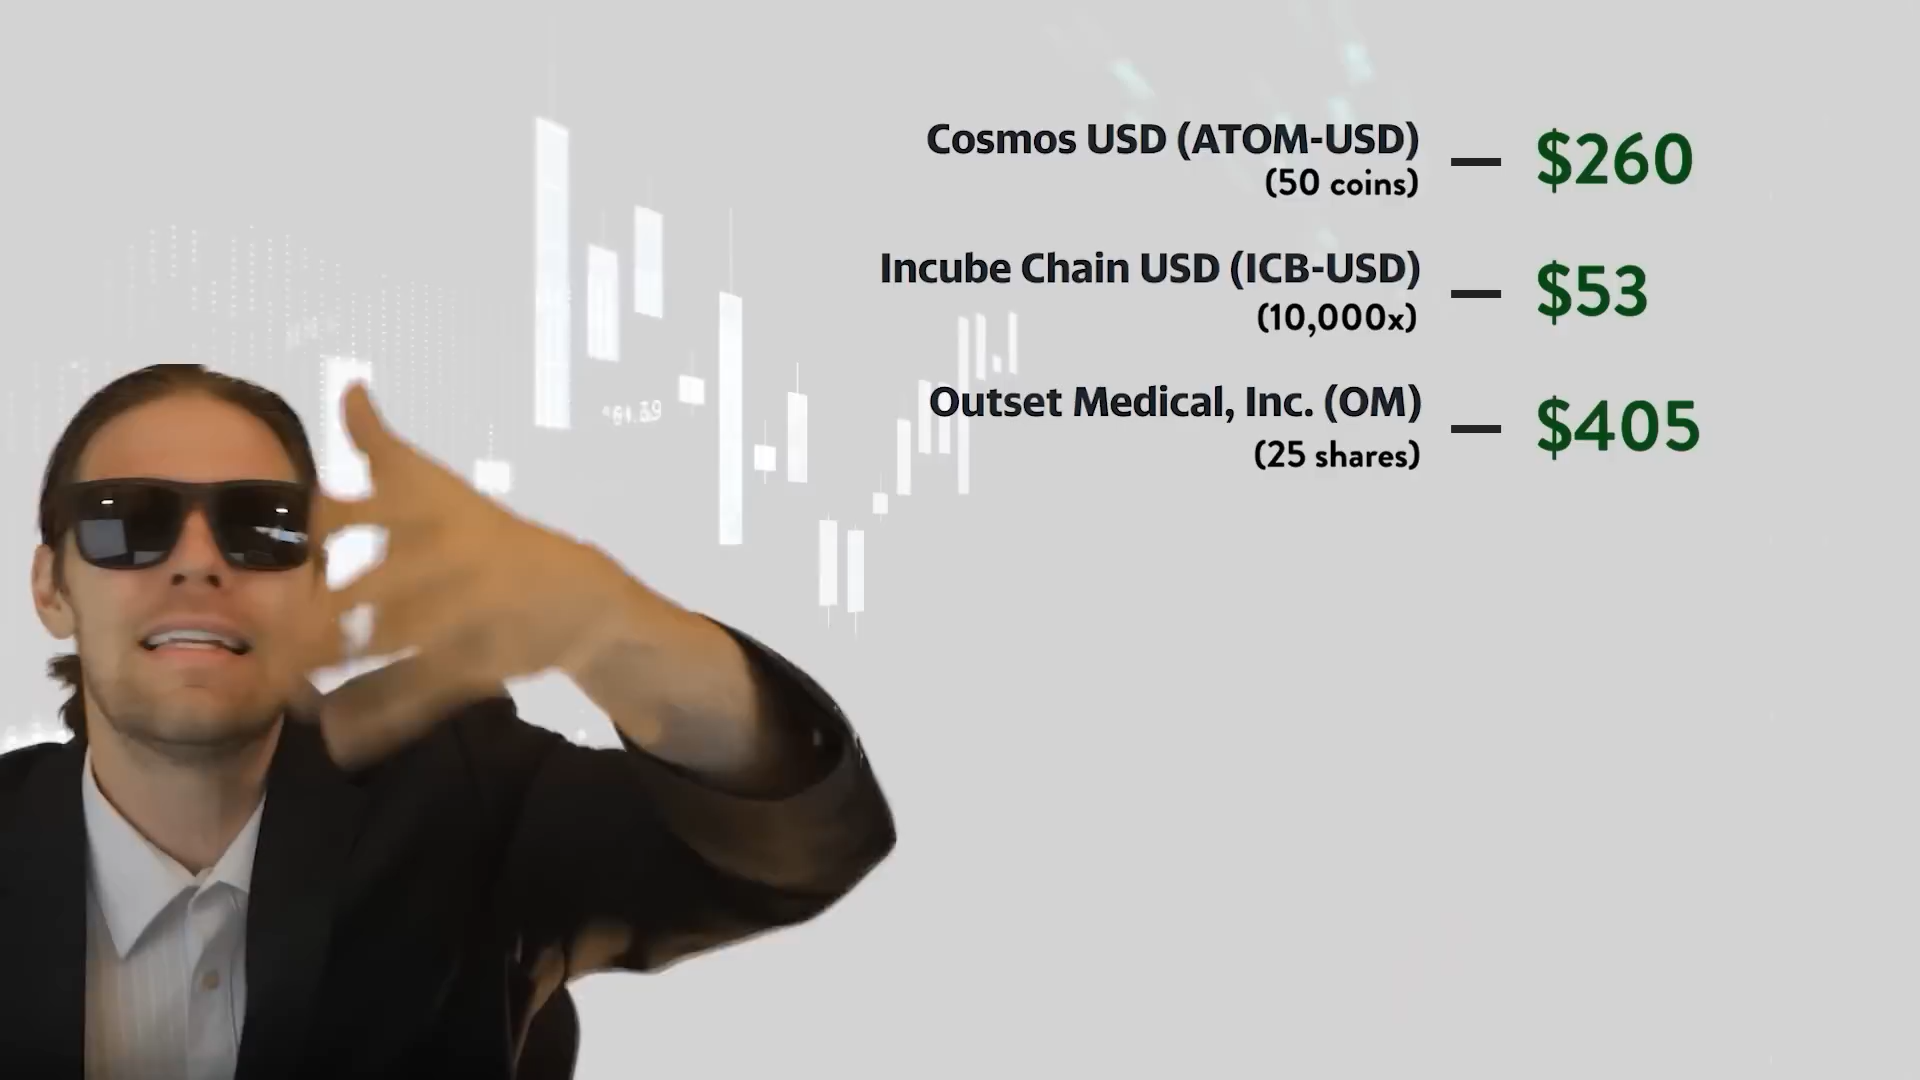 Cosmos USD (ATOM-USD) — $260
(50 coins)
Incube Chain USD (ICB-USD) — $53
(10,000x)
Outset Medical, Inc. (OM) — $405
(25 shares)